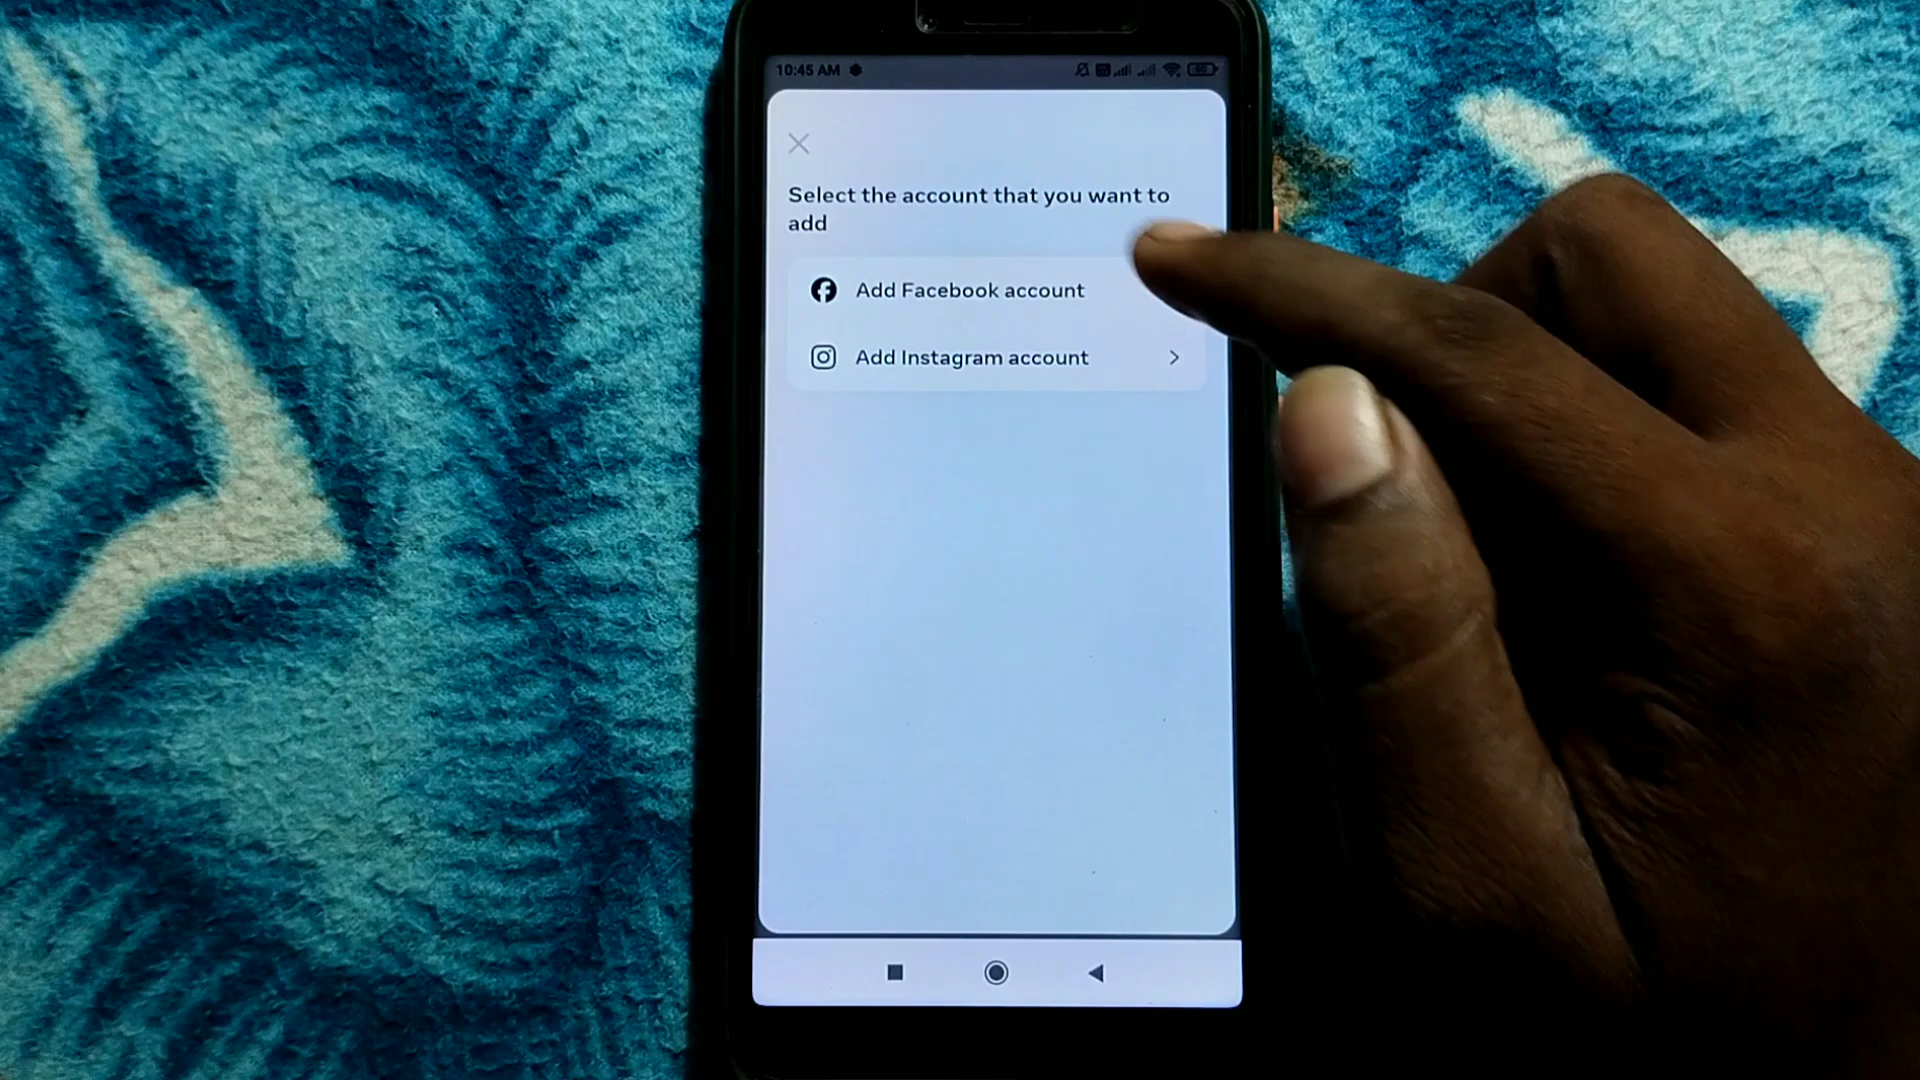 10:45 AM
Select the account that you want to
add
Add Facebook account
Add Instagram account